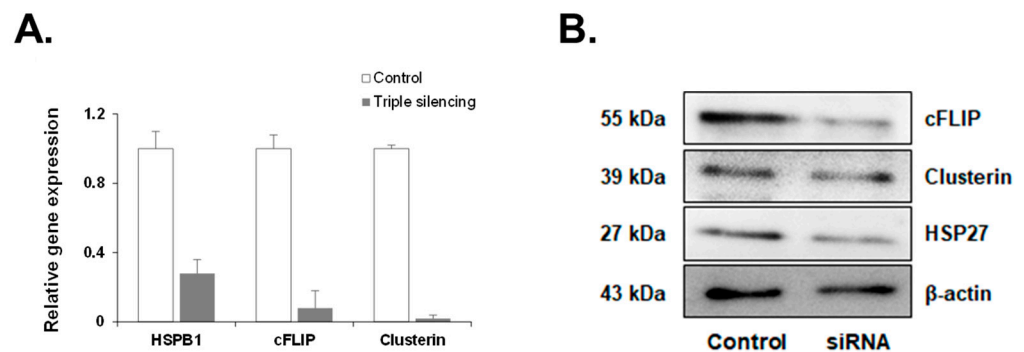 A.
Control
Triple silencing
Relative gene expression
1.2
0.8
0.4
0
HSPB1 cFLIP Clusterin
B.
55 kDa cFLIP
39 kDa Clusterin
27 kDa HSP27
43 kDa β-actin
Control siRNA